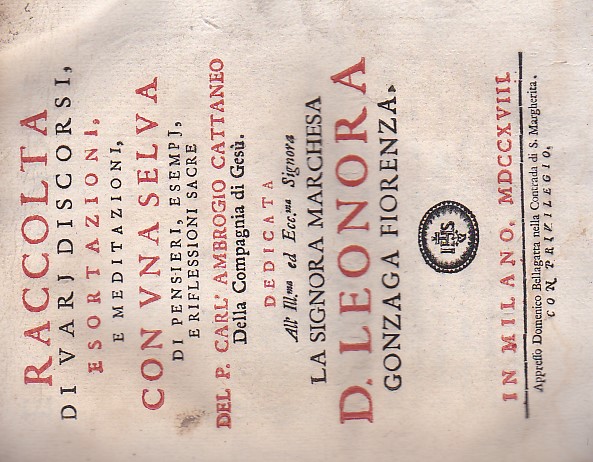 RACCOLTA
DI VARJ DISCORSI,
ESORTAZIONI,
E MEDITAZIONI,
CON VNA SELVA
DI PENSIERI, ESEMPJ,
E RIFLESSIONI SACRE
DEL P. CARL' AMBROGIO CATTANEO
Della Compagnia di Gesù.
DEDICATA
All' Ill.ma ed Ecc.ma Signora
LA SIGNORA MARCHESA
D. LEONORA
GONZAGA FIORENZA.
IHS
IN MILANO, MDCCXVIII.
Appresso Domenico Bellagatta nella Contrada di S. Margherita.
CON PRIVILEGIO.